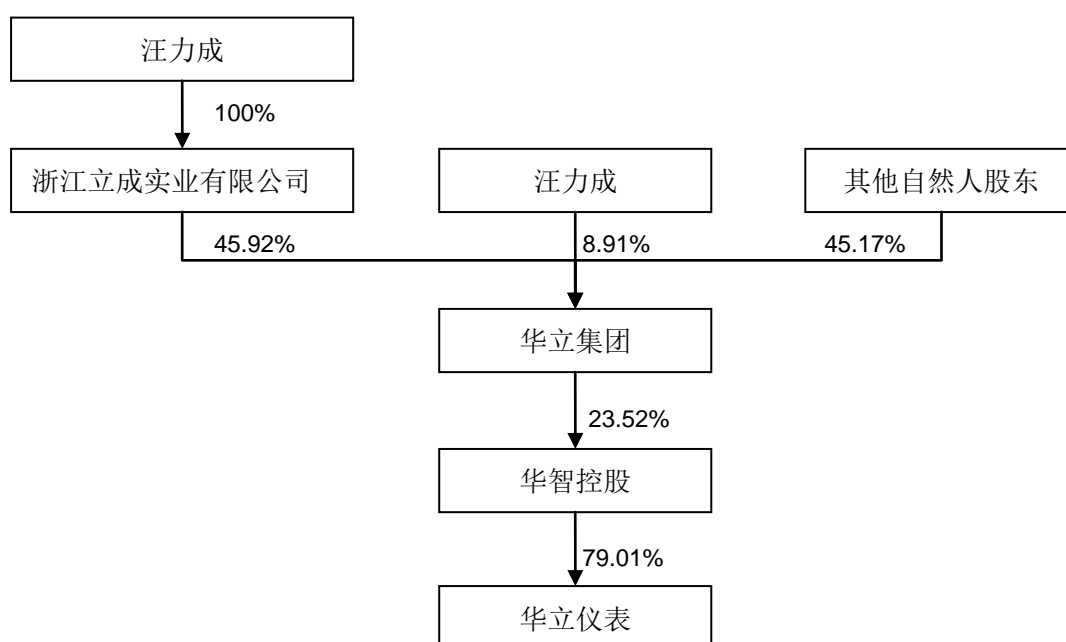 汪力成
100%
浙江立成实业有限公司
汪力成
其他自然人股东
45.92%
8.91%
45.17%
华立集团
23.52%
华智控股
79.01%
华立仪表